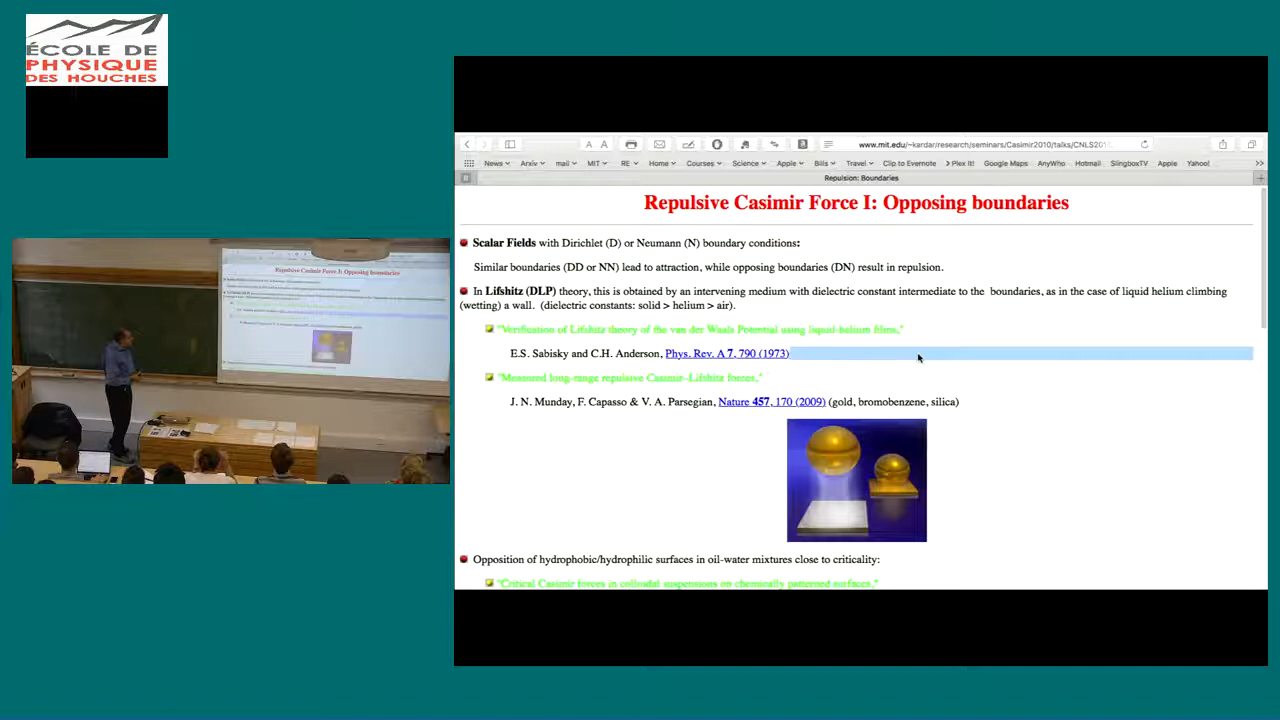 ÉCOLE DE
PHYSIQUE
DES HOUCHES
A A
www.mit.edu/~kardar/research/seminars/Casimir2010/talks/CNLS201
News
Arxiv
mail
MIT
RE
Home
Courses
Science
Apple
Bills
Travel
Clip to Evernote
> Plex It!
Google Maps
AnyWho
Hotmail
SlingboxTV
Apple
Yahoo!
>>
Repulsion: Boundaries
+
Repulsive Casimir Force I: Opposing boundaries
Scalar Fields with Dirichlet (D) or Neumann (N) boundary conditions:
Similar boundaries (DD or NN) lead to attraction, while opposing boundaries (DN) result in repulsion.
In Lifshitz (DLP) theory, this is obtained by an intervening medium with dielectric constant intermediate to the boundaries, as in the case of liquid helium climbing
(wetting) a wall. (dielectric constants: solid > helium > air).
"Verification of Lifshitz theory of the van der Waals Potential using liquid-helium films,"
E.S. Sabisky and C.H. Anderson, Phys. Rev. A 7, 790 (1973)
"Measured long-range repulsive Casimir–Lifshitz forces,"
J. N. Munday, F. Capasso & V. A. Parsegian, Nature 457, 170 (2009) (gold, bromobenzene, silica)
Opposition of hydrophobic/hydrophilic surfaces in oil-water mixtures close to criticality:
"Critical Casimir forces in colloidal suspensions on chemically patterned surfaces,"
Repulsive Casimir Force I: Opposing boundaries